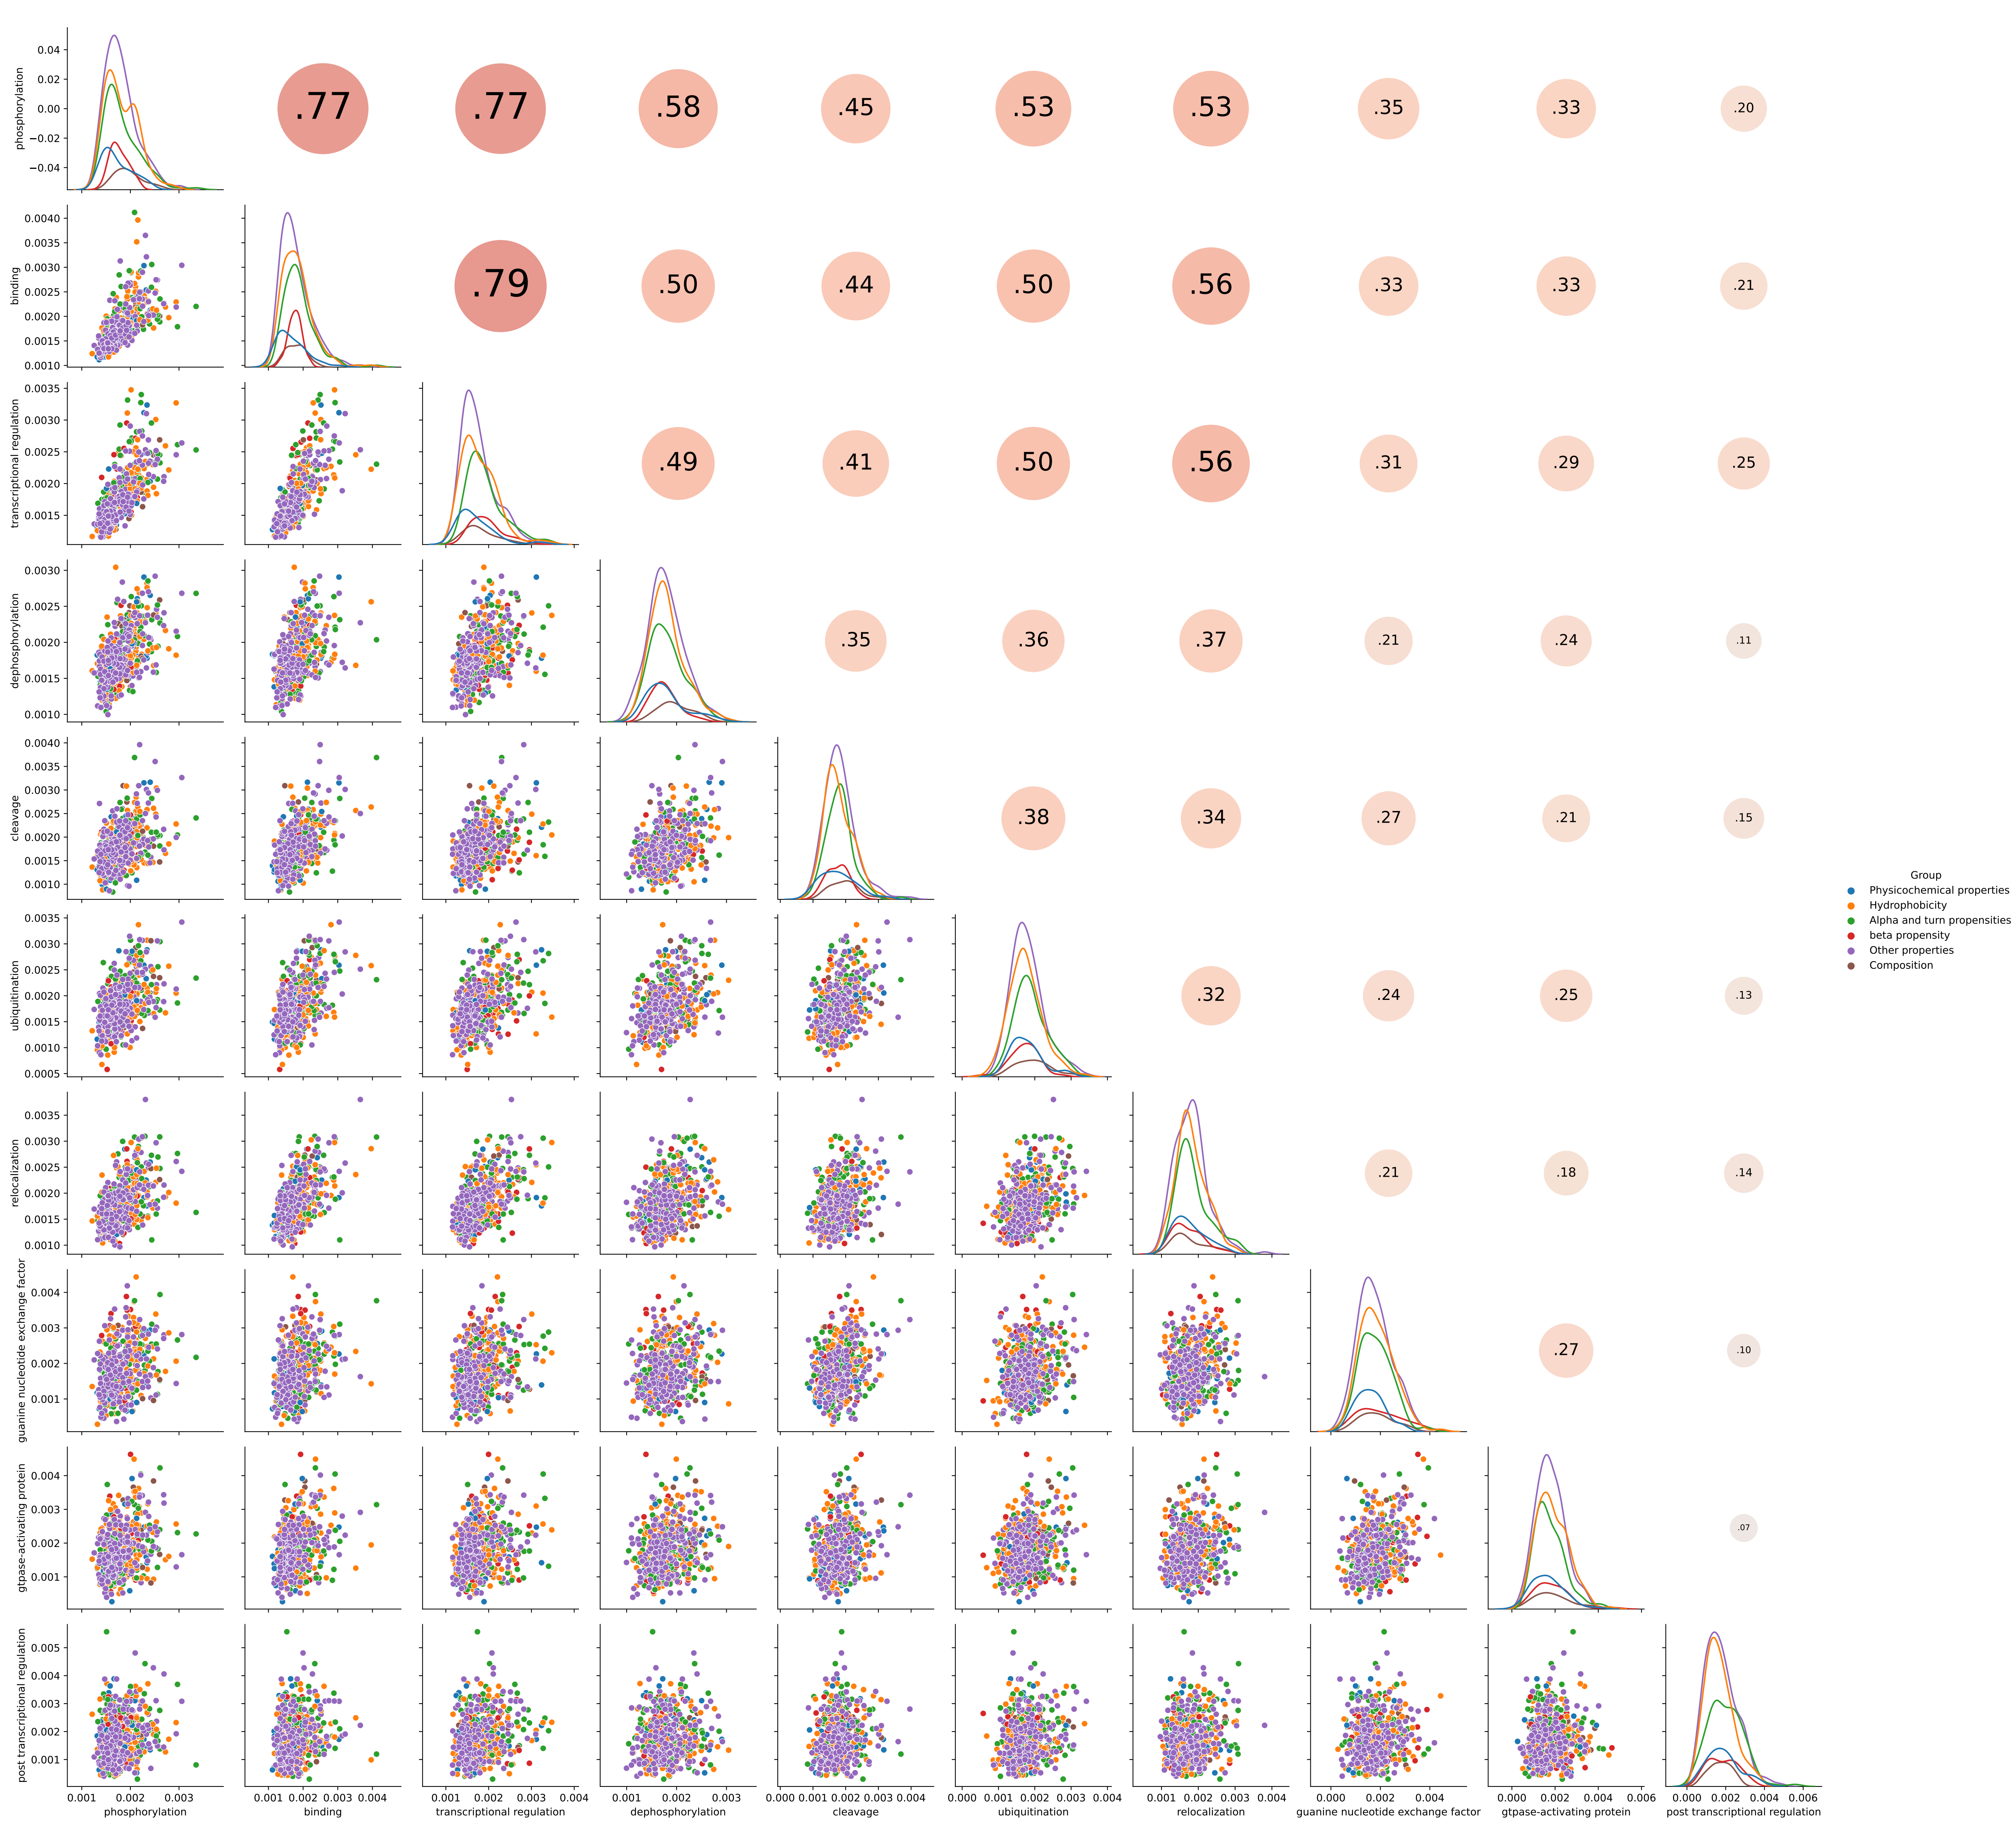 phosphorylation
0.04
0.02
0.00
−0.02
−0.04
.77
.77
.58
.45
.53
.53
.35
.33
.20
binding
0.0040
0.0035
0.0030
0.0025
0.0020
0.0015
0.0010
.79
.50
.44
.50
.56
.33
.33
.21
transcriptional regulation
0.0035
0.0030
0.0025
0.0020
0.0015
.49
.41
.50
.56
.31
.29
.25
dephosphorylation
0.0030
0.0025
0.0020
0.0015
0.0010
.35
.36
.37
.21
.24
.11
cleavage
0.0040
0.0035
0.0030
0.0025
0.0020
0.0015
0.0010
.38
.34
.27
.21
.15
Group
Physicochemical properties
Hydrophobicity
Alpha and turn propensities
beta propensity
Other properties
Composition
ubiquitination
0.0035
0.0030
0.0025
0.0020
0.0015
0.0010
0.0005
.32
.24
.25
.13
relocalization
0.0035
0.0030
0.0025
0.0020
0.0015
0.0010
.21
.18
.14
guanine nucleotide exchange factor
0.004
0.003
0.002
0.001
.27
.10
gtpase-activating protein
0.004
0.003
0.002
0.001
.07
post transcriptional regulation
0.005
0.004
0.003
0.002
0.001
0.001 0.002 0.003
phosphorylation
0.001 0.002 0.003 0.004
binding
0.001 0.002 0.003 0.004
transcriptional regulation
0.001 0.002 0.003
dephosphorylation
0.000 0.001 0.002 0.003 0.004
cleavage
0.000 0.001 0.002 0.003 0.004
ubiquitination
0.001 0.002 0.003 0.004
relocalization
0.000 0.002 0.004
guanine nucleotide exchange factor
0.000 0.002 0.004 0.006
gtpase-activating protein
0.000 0.002 0.004 0.006
post transcriptional regulation